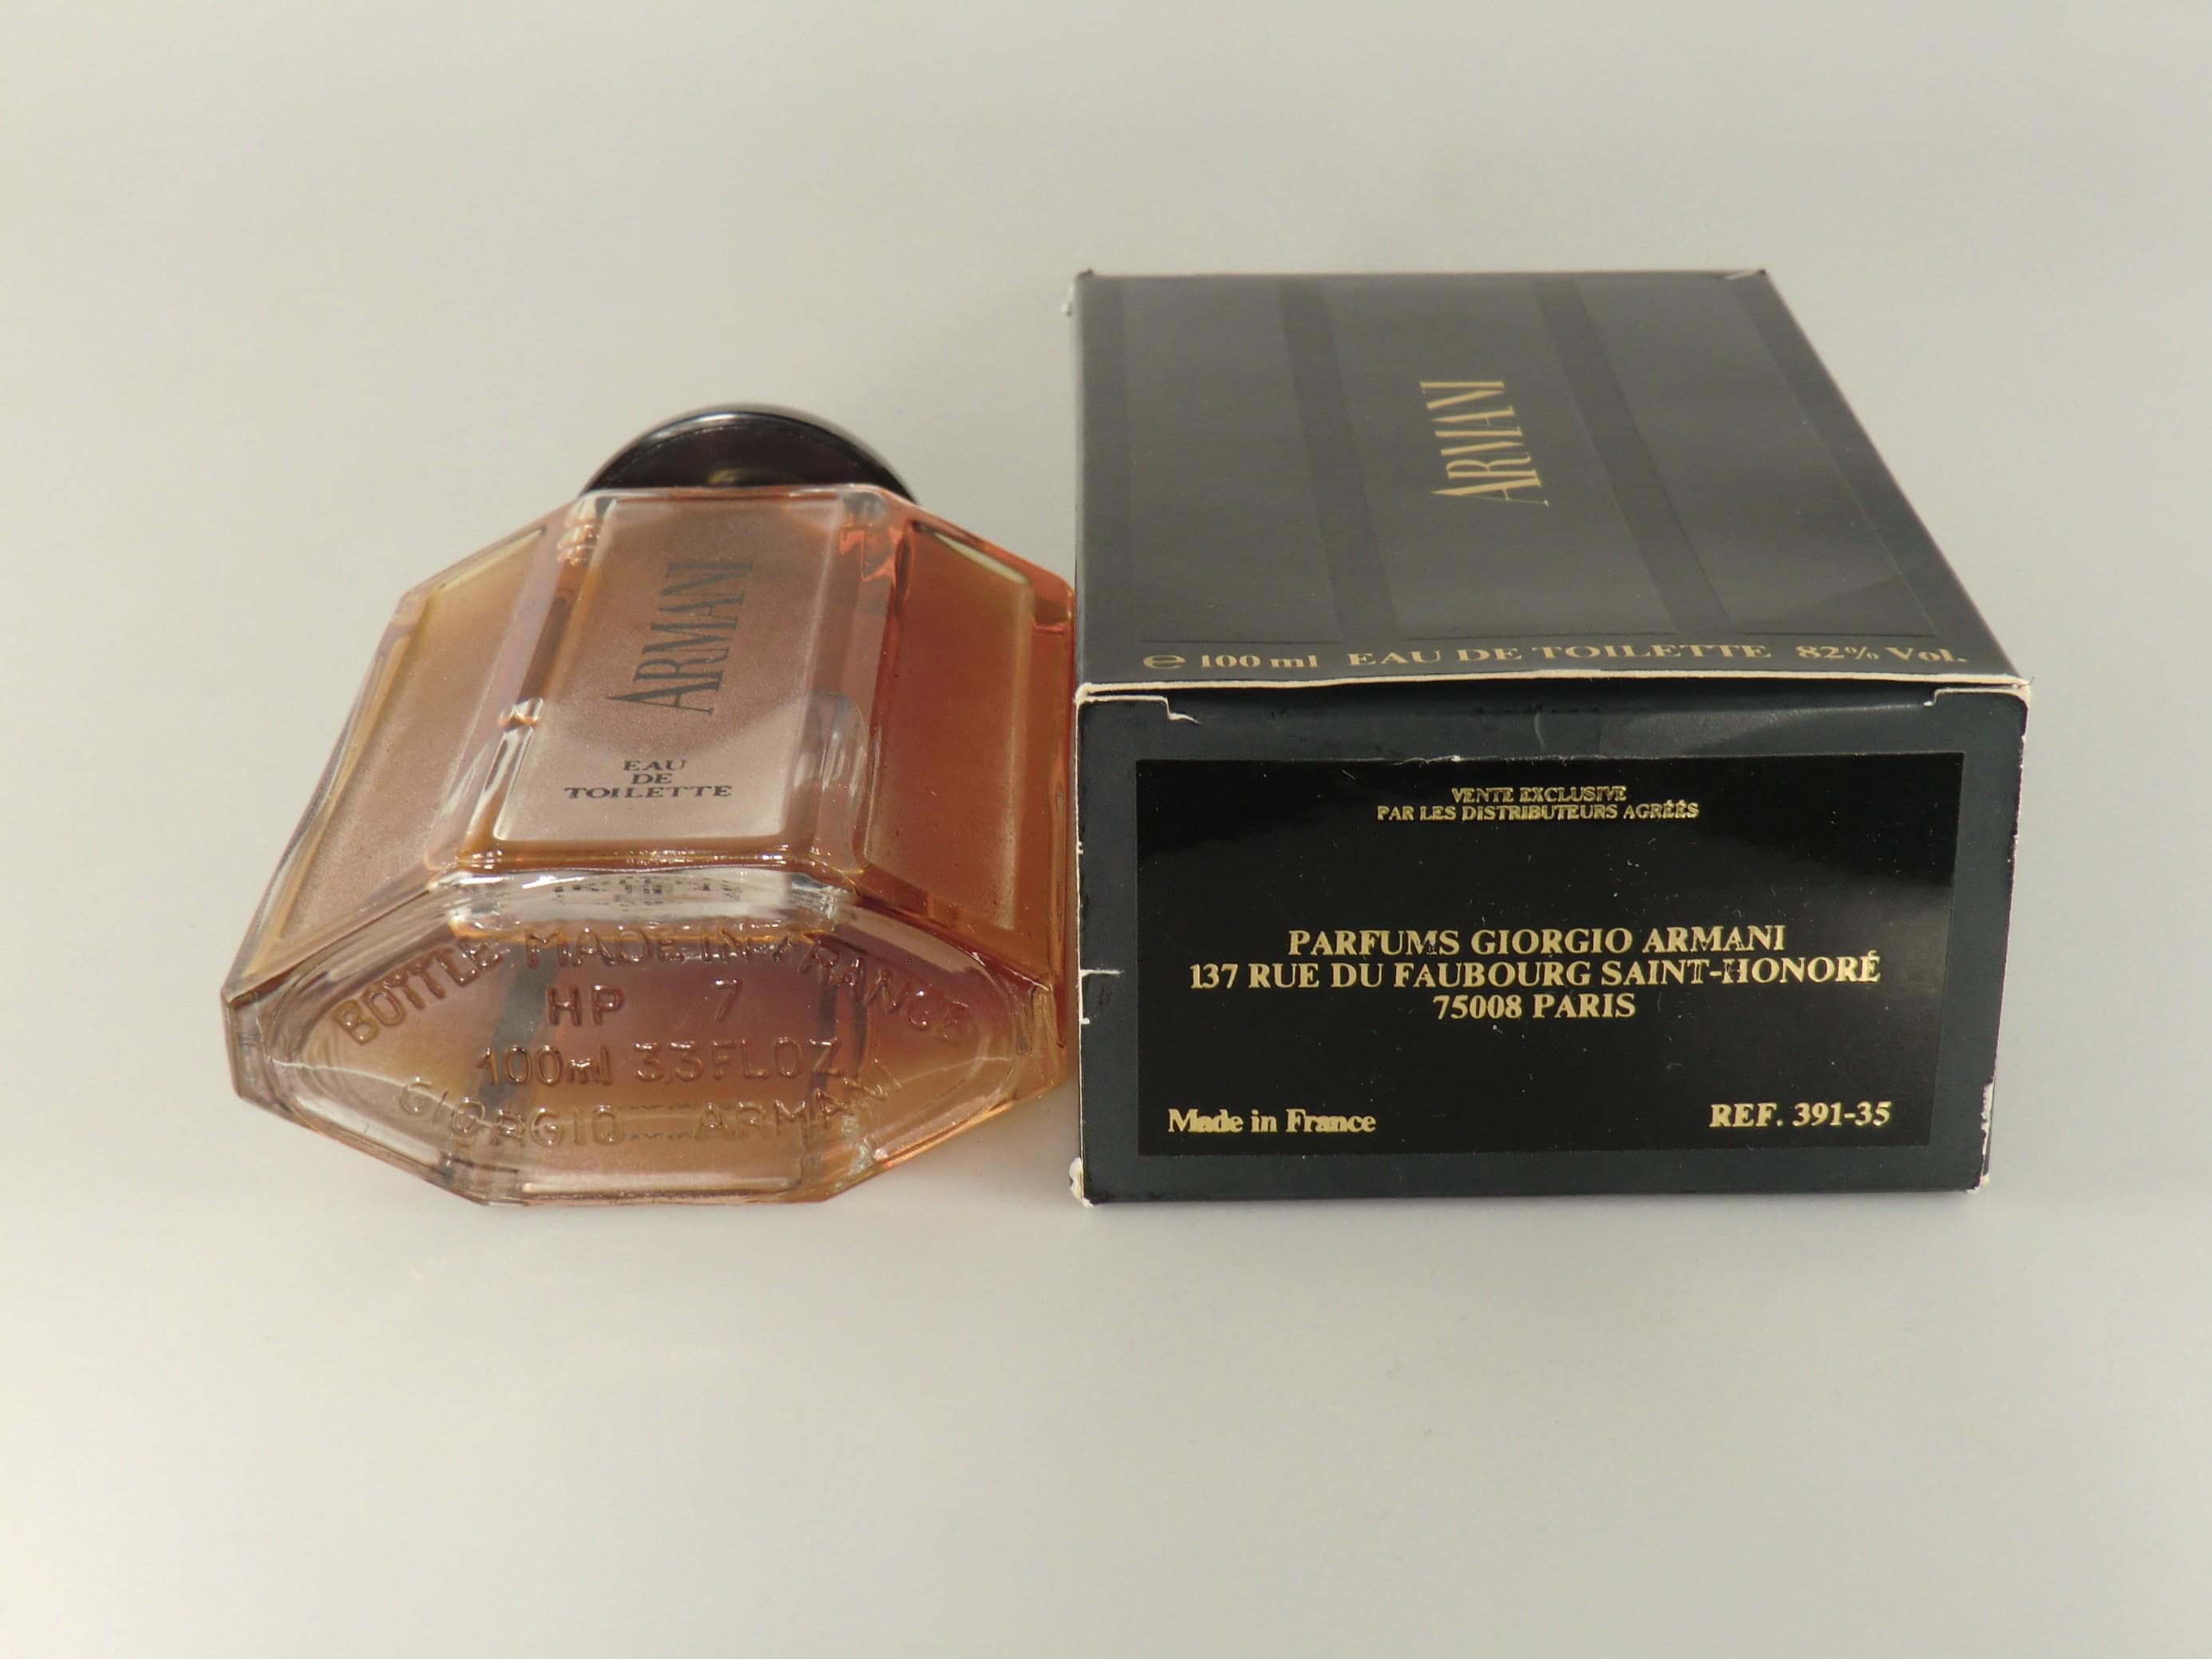 ARMANI
EAU
DE
TOILETTE
BOTTLE MADE IN FRANCE
HP 7
100ml 3,3FLOZ
GIORGIO ARMANI
ARMANI
e 100 ml EAU DE TOILETTE 82% Vol.
VENTE EXCLUSIVE
PAR LES DISTRIBUTEURS AGRÉÉS
PARFUMS GIORGIO ARMANI
137 RUE DU FAUBOURG SAINT-HONORÉ
75008 PARIS
Made in France
REF. 391-35